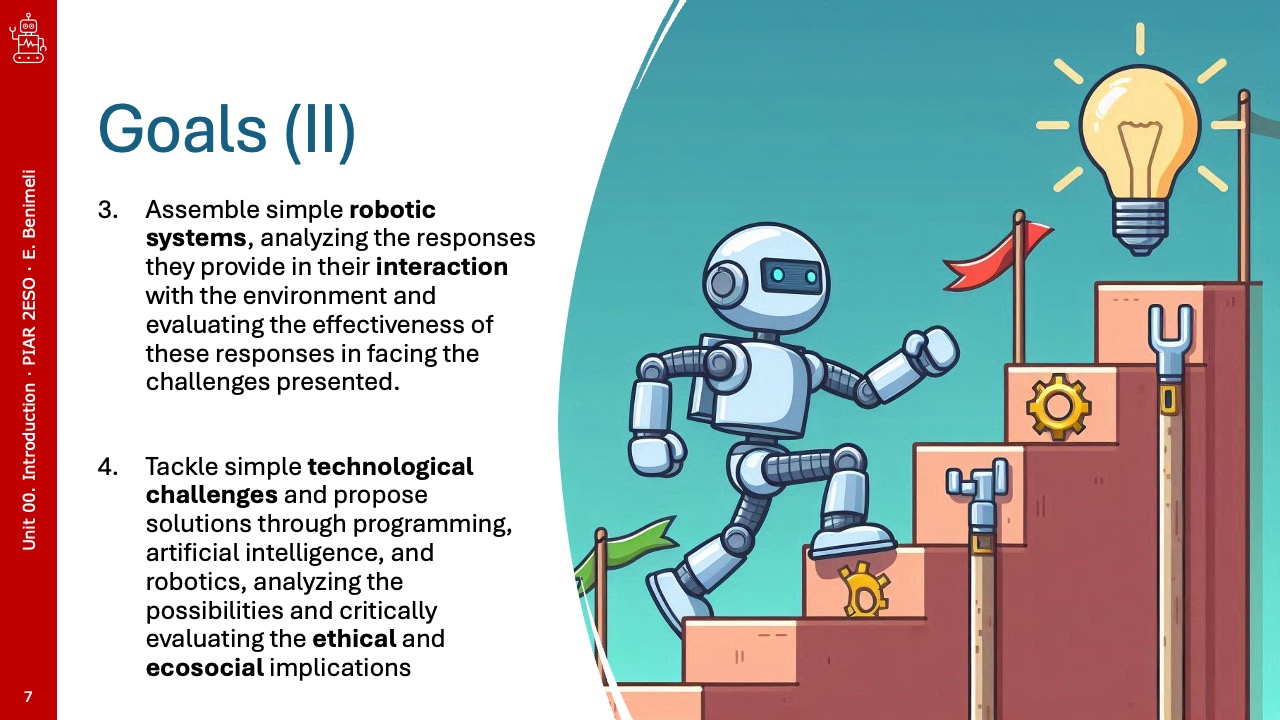 Goals (II)
3. Assemble simple robotic
systems, analyzing the responses
they provide in their interaction
with the environment and
evaluating the effectiveness of
these responses in facing the
challenges presented.
4. Tackle simple technological
challenges and propose
solutions through programming,
artificial intelligence, and
robotics, analyzing the
possibilities and critically
evaluating the ethical and
ecosocial implications
Unit 00. Introduction · PIAR 2ESO · E. Benimeli
7